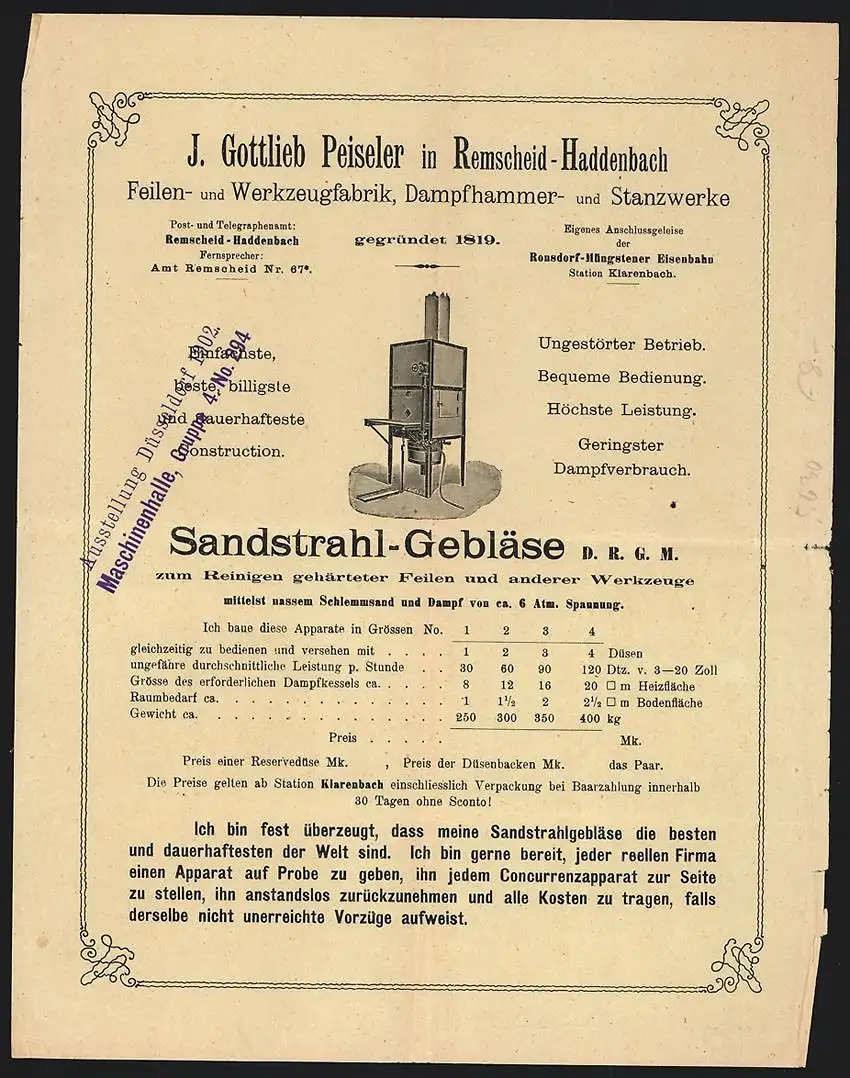 J. Gottlieb Peiseler in Remscheid-Haddenbach
Feilen- und Werkzeugfabrik, Dampfhammer- und Stanzwerke
Post- und Telegraphenamt:
Remscheid-Haddenbach
Fernsprecher:
Amt Remscheid Nr. 67*.
gegründet 1819.
Eigenes Anschlussgeleise
der
Ronsdorf-Müngstener Eisenbahn
Station Klarenbach.
Einfachste,
beste, billigste
und dauerhafteste
Construction.
Ausstellung Düsseldorf 1902.
Maschinenhalle, Gruppe 4. No. 294
Ungestörter Betrieb.
Bequeme Bedienung.
Höchste Leistung.
Geringster
Dampfverbrauch.
Sandstrahl-Gebläse D. R. G. M.
zum Reinigen gehärteter Feilen und anderer Werkzeuge
mittelst nassem Schlemmsand und Dampf von ca. 6 Atm. Spannung.
Ich baue diese Apparate in Grössen No. 1 2 3 4
gleichzeitig zu bedienen und versehen mit . . . . 1 2 3 4 Düsen
ungefähre durchschnittliche Leistung p. Stunde . . 30 60 90 120 Dtz. v. 3—20 Zoll
Grösse des erforderlichen Dampfkessels ca. . . . . 8 12 16 20 □ m Heizfläche
Raumbedarf ca. . . . . . . . . . . . . . 1 1½ 2 2½ □ m Bodenfläche
Gewicht ca. . . . . . . . . . . . . . . 250 300 350 400 kg
Preis . . . . . Mk.
Preis einer Reservedüse Mk. , Preis der Düsenbacken Mk. das Paar.
Die Preise gelten ab Station Klarenbach einschliesslich Verpackung bei Baarzahlung innerhalb
30 Tagen ohne Sconto!
Ich bin fest überzeugt, dass meine Sandstrahlgebläse die besten
und dauerhaftesten der Welt sind. Ich bin gerne bereit, jeder reellen Firma
einen Apparat auf Probe zu geben, ihn jedem Concurrenzapparat zur Seite
zu stellen, ihn anstandslos zurückzunehmen und alle Kosten zu tragen, falls
derselbe nicht unerreichte Vorzüge aufweist.